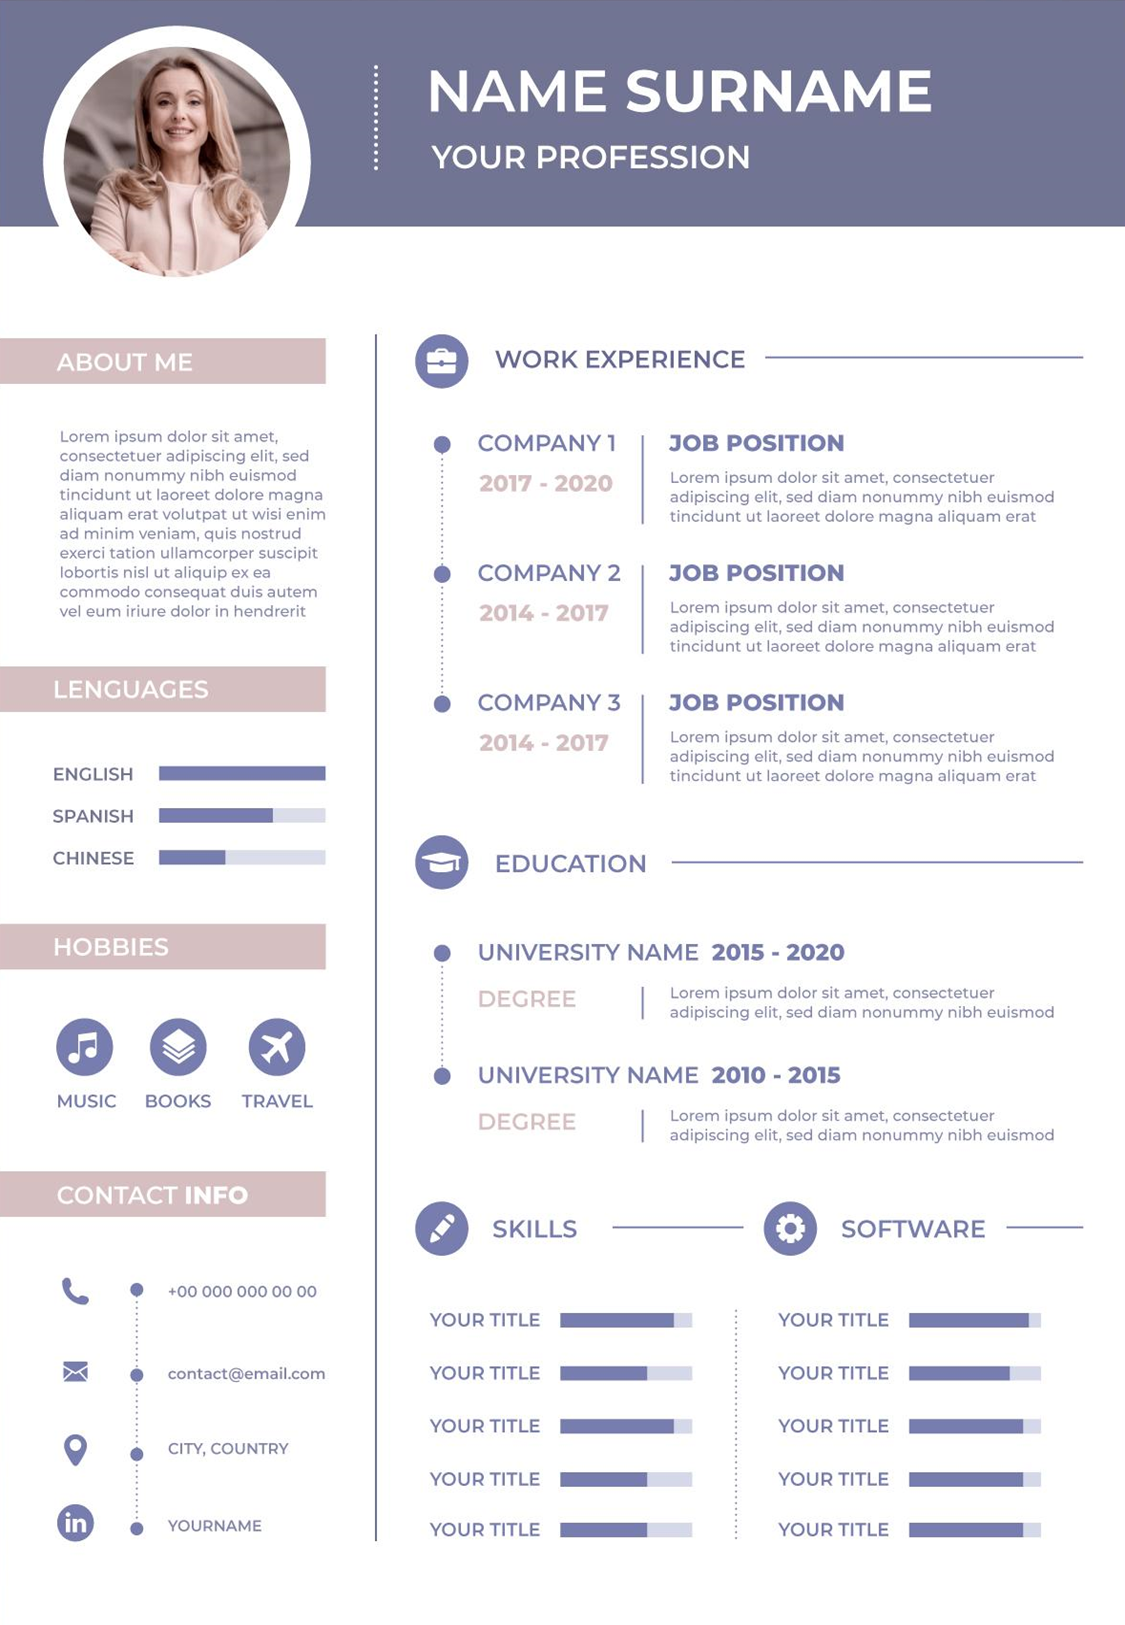 NAME SURNAME
YOUR PROFESSION
ABOUT ME
Lorem ipsum dolor sit amet,
consectetuer adipiscing elit, sed
diam nonummy nibh euismod
tincidunt ut laoreet dolore magna
aliquam erat volutpat ut wisi enim
ad minim veniam, quis nostrud
exerci tation ullamcorper suscipit
lobortis nisl ut aliquip ex ea
commodo consequat duis autem
vel eum iriure dolor in hendrerit
LENGUAGES
ENGLISH
SPANISH
CHINESE
HOBBIES
MUSIC BOOKS TRAVEL
CONTACT INFO
+00 000 000 00 00
contact@email.com
CITY, COUNTRY
in
YOURNAME
WORK EXPERIENCE
COMPANY 1
2017 - 2020
JOB POSITION
Lorem ipsum dolor sit amet, consectetuer
adipiscing elit, sed diam nonummy nibh euismod
tincidunt ut laoreet dolore magna aliquam erat
COMPANY 2
2014 - 2017
JOB POSITION
Lorem ipsum dolor sit amet, consectetuer
adipiscing elit, sed diam nonummy nibh euismod
tincidunt ut laoreet dolore magna aliquam erat
COMPANY 3
2014 - 2017
JOB POSITION
Lorem ipsum dolor sit amet, consectetuer
adipiscing elit, sed diam nonummy nibh euismod
tincidunt ut laoreet dolore magna aliquam erat
EDUCATION
UNIVERSITY NAME 2015 - 2020
DEGREE
Lorem ipsum dolor sit amet, consectetuer
adipiscing elit, sed diam nonummy nibh euismod
UNIVERSITY NAME 2010 - 2015
DEGREE
Lorem ipsum dolor sit amet, consectetuer
adipiscing elit, sed diam nonummy nibh euismod
SKILLS
YOUR TITLE
YOUR TITLE
YOUR TITLE
YOUR TITLE
YOUR TITLE
SOFTWARE
YOUR TITLE
YOUR TITLE
YOUR TITLE
YOUR TITLE
YOUR TITLE